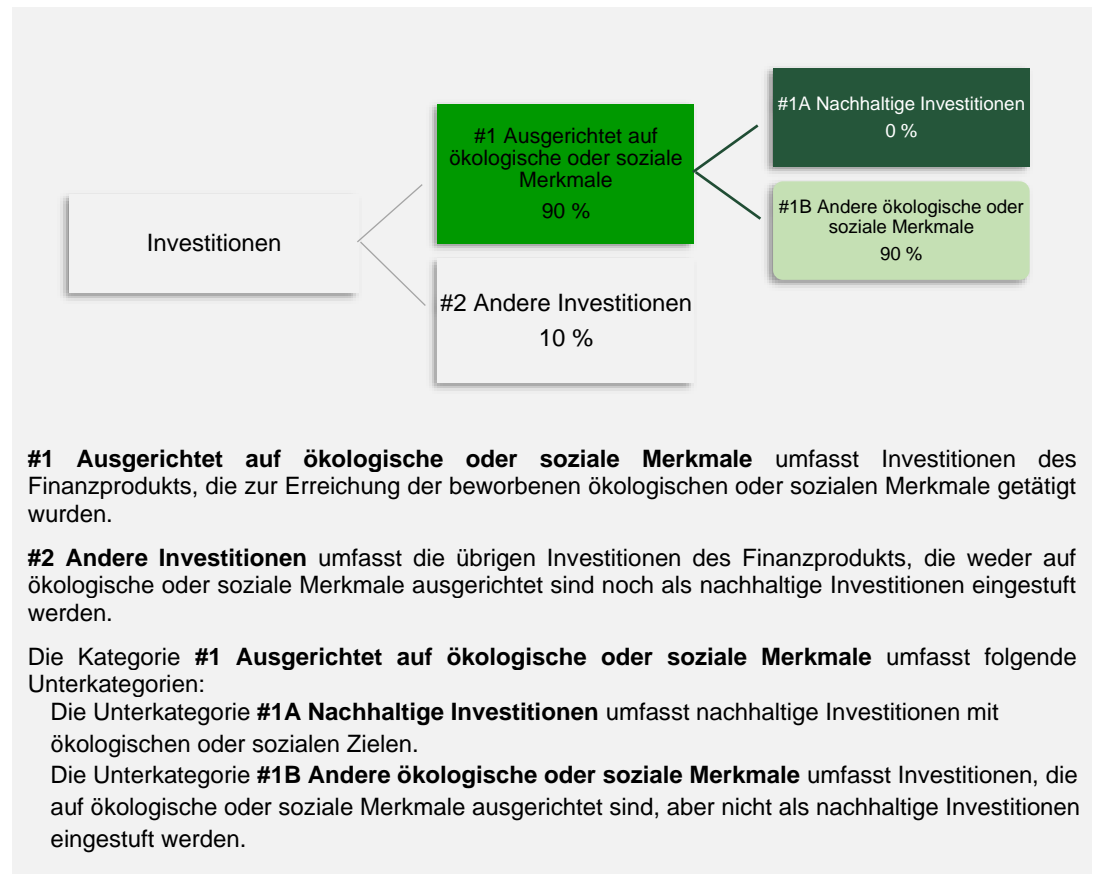 #1A Nachhaltige Investitionen
0 %
#1 Ausgerichtet auf
ökologische oder soziale
Merkmale
90 %
#1B Andere ökologische oder
soziale Merkmale
90 %
Investitionen
#2 Andere Investitionen
10 %
#1 Ausgerichtet auf ökologische oder soziale Merkmale umfasst Investitionen des
Finanzprodukts, die zur Erreichung der beworbenen ökologischen oder sozialen Merkmale getätigt
wurden.
#2 Andere Investitionen umfasst die übrigen Investitionen des Finanzprodukts, die weder auf
ökologische oder soziale Merkmale ausgerichtet sind noch als nachhaltige Investitionen eingestuft
werden.
Die Kategorie #1 Ausgerichtet auf ökologische oder soziale Merkmale umfasst folgende
Unterkategorien:
Die Unterkategorie #1A Nachhaltige Investitionen umfasst nachhaltige Investitionen mit
ökologischen oder sozialen Zielen.
Die Unterkategorie #1B Andere ökologische oder soziale Merkmale umfasst Investitionen, die
auf ökologische oder soziale Merkmale ausgerichtet sind, aber nicht als nachhaltige Investitionen
eingestuft werden.